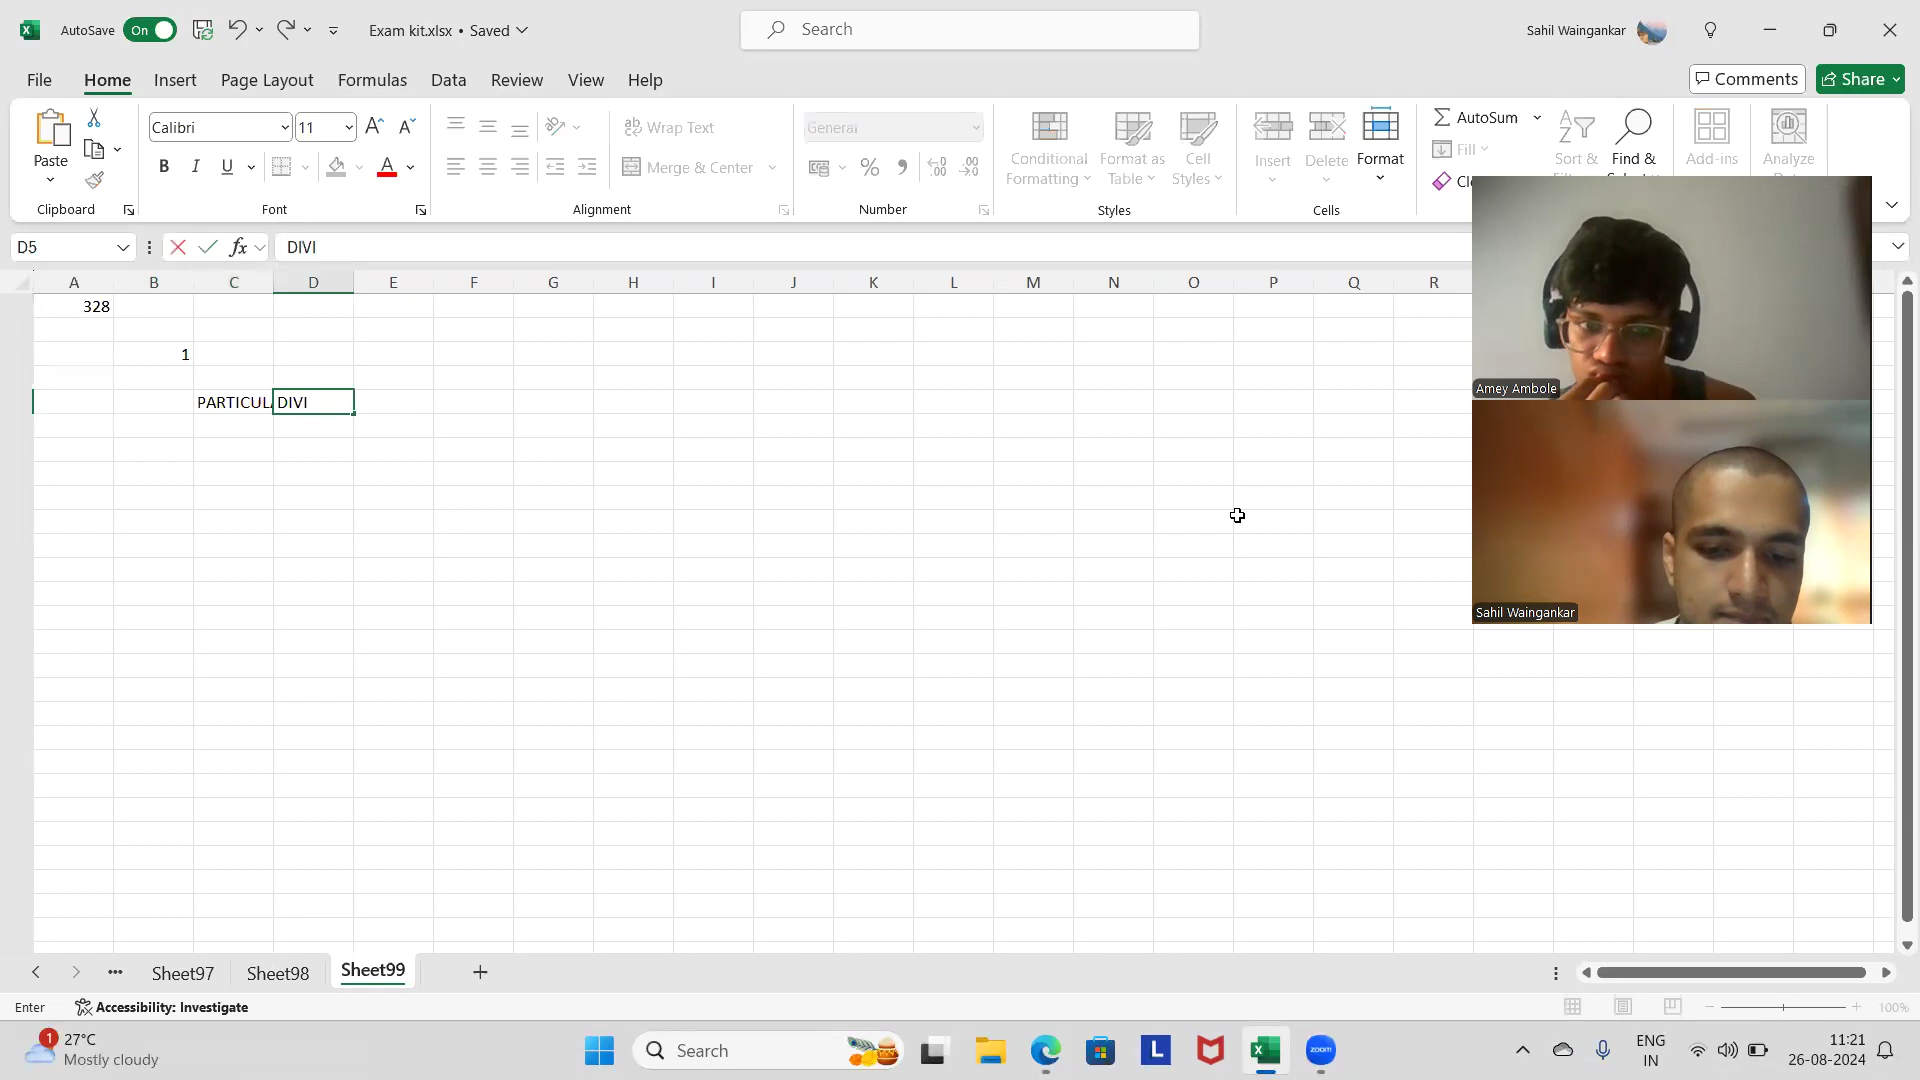 AutoSave On Exam kit.xlsx • Saved Search Sahil Waingankar
File Home Insert Page Layout Formulas Data Review View Help Comments Share
Paste
Clipboard
Calibri 11
B I U A
Font
Wrap Text
Merge & Center
Alignment
General
Number
Conditional Formatting
Format as Table
Cell Styles
Styles
Insert Delete Format
Cells
AutoSum
Fill
Sort &
Find &
Add-ins
Analyze
D5 fx DIVI
A B C D E F G H I J K L M N O P Q R
328
1
DIVI
Amey Ambole
Sahil Waingankar
Sheet97 Sheet98 Sheet99
Enter Accessibility: Investigate 100%
1 27°C
Mostly cloudy
Search
L
zoom
ENG
IN
11:21
26-08-2024